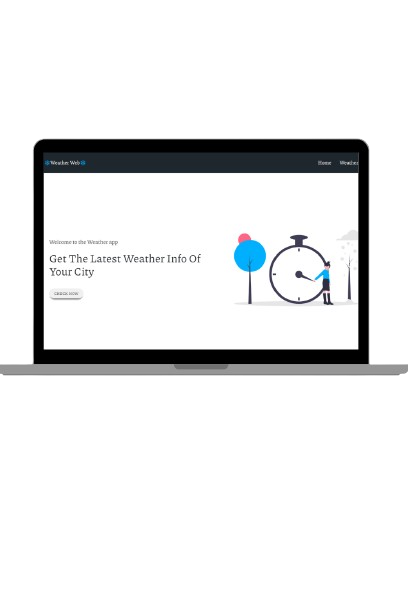 Weather Web
Home
Weather
Welcome to the Weather app
Get The Latest Weather Info Of
Your City
CHECK NOW